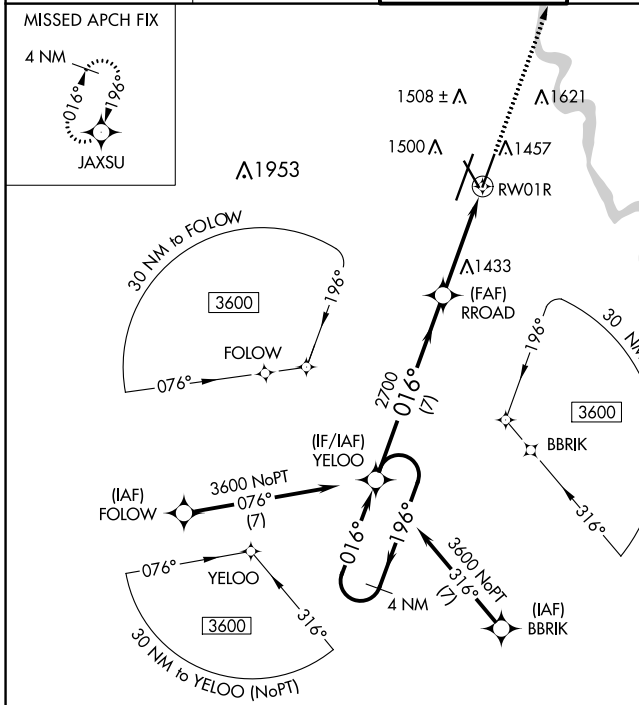 MISSED APCH FIX
4 NM
016°
196°
JAXSU
1508 ±
1621
1500
1457
1953
RW01R
30 NM to FOLOW
3600
196°
FOLOW
076°
1433
(FAF)
RROAD
2700
016°
(7)
30 NM
196°
3600
BBRIK
316°
(IF/IAF)
YELOO
(IAF)
FOLOW
3600 NoPT
076°
(7)
016°
196°
4 NM
3600 NoPT
316°
(7)
(IAF)
BBRIK
076°
YELOO
316°
3600
30 NM to YELOO (NoPT)